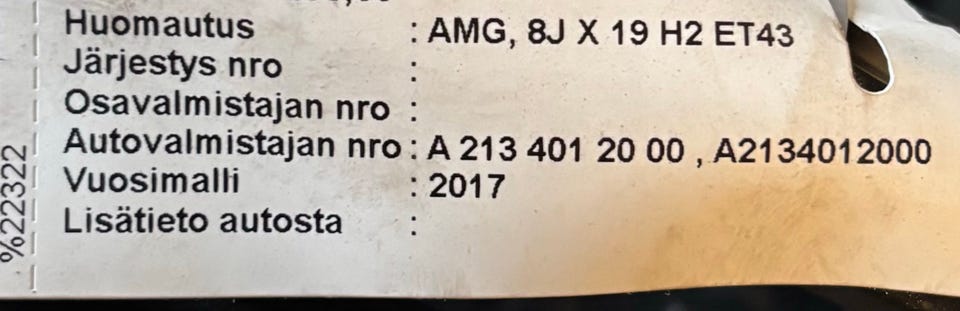 Huomautus : AMG, 8J X 19 H2 ET43
Järjestys nro :
Osavalmistajan nro :
Autovalmistajan nro : A 213 401 20 00 , A2134012000
Vuosimalli : 2017
Lisätieto autosta :
%22322